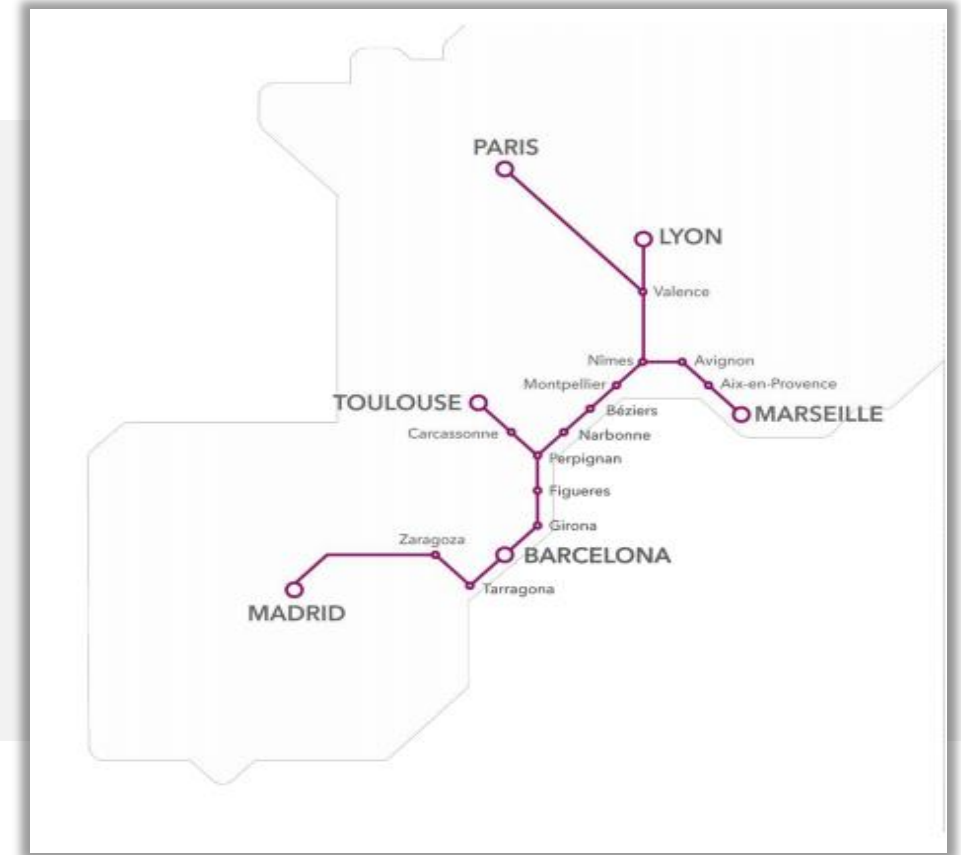 PARIS
LYON
Valence
Nîmes
Avignon
Montpellier
Aix-en-Provence
TOULOUSE
Béziers
MARSEILLE
Carcassonne
Narbonne
Perpignan
Figueres
Girona
Zaragoza
BARCELONA
Tarragona
MADRID